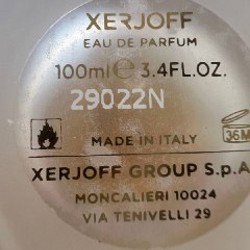 XERJOFF
EAU DE PARFUM
100ml ℮ 3.4FL.OZ.
29022N
MADE IN ITALY
36M
XERJOFF GROUP S.p.A
MONCALIERI 10024
VIA TENIVELLI 29